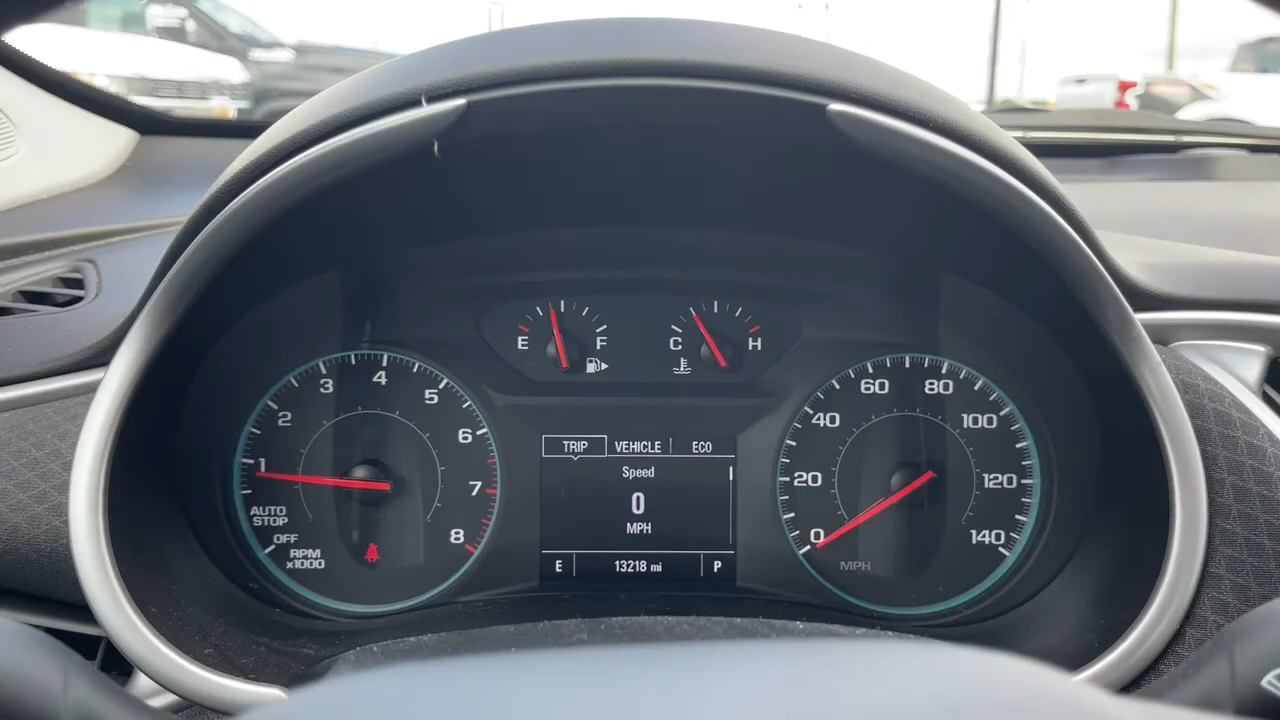 E F
C H
1
2
3
4
5
6
7
8
AUTO
STOP
OFF
RPM
x1000
TRIP VEHICLE ECO
Speed
0
MPH
E 13218 mi P
0
20
40
60
80
100
120
140
MPH